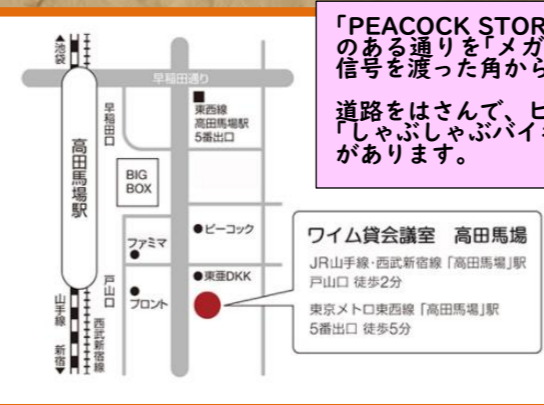 「PEACOCK STOR
のある通りを「メガ
信号を渡った角から
道路をはさんで、ビ
「しゃぶしゃぶバイキ
があります。
▲池袋
早稲田通り
早稲田口
東西線
高田馬場駅
5番出口
高田馬場駅
BIG
BOX
ピーコック
ファミマ
東亜DKK
戸山口
プロント
山手線
西武新宿線
新宿▼
ワイム貸会議室 高田馬場
JR山手線・西武新宿線「高田馬場」駅
戸山口 徒歩2分
東京メトロ東西線「高田馬場」駅
5番出口 徒歩5分